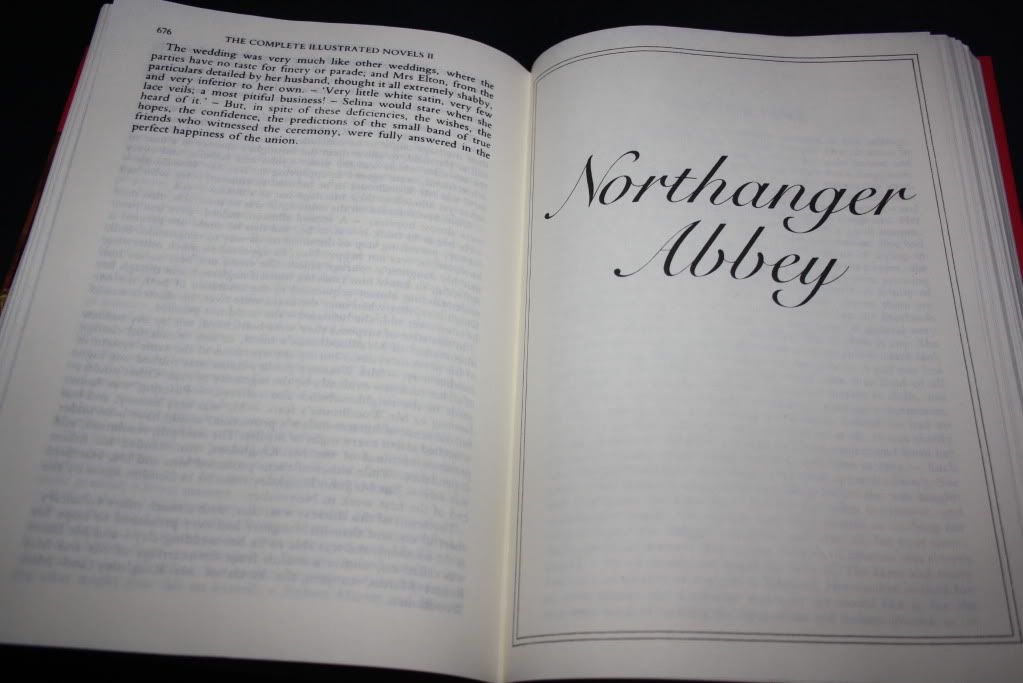 676
THE COMPLETE ILLUSTRATED NOVELS II
The wedding was very much like other weddings, where the
parties have no taste for finery or parade; and Mrs Elton, from the
particulars detailed by her husband, thought it all extremely shabby,
and very inferior to her own. – 'Very little white satin, very few
lace veils; a most pitiful business! – Selina would stare when she
heard of it.' – But, in spite of these deficiencies, the wishes, the
hopes, the confidence, the predictions of the small band of true
friends who witnessed the ceremony, were fully answered in the
perfect happiness of the union.
Northanger
Abbey